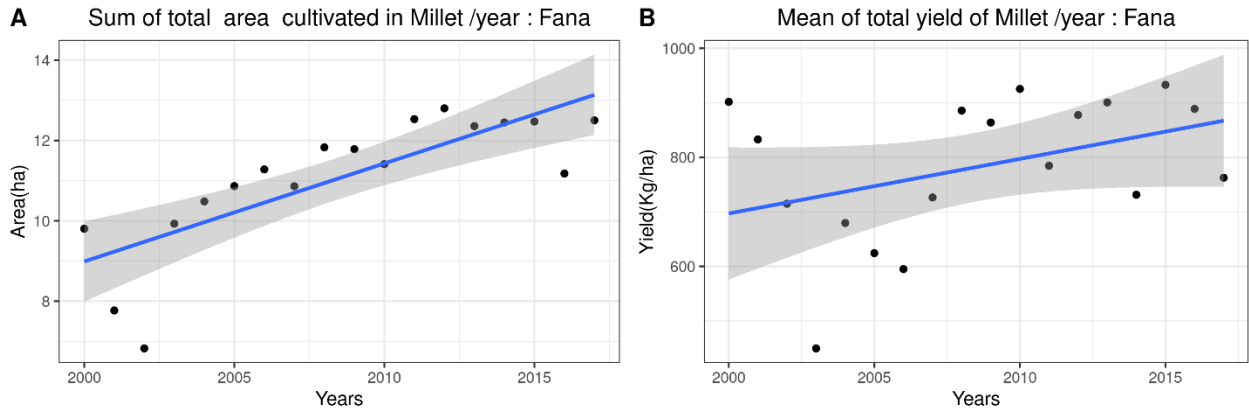 A
Sum of total area cultivated in Millet /year : Fana
Area(ha)
14
12
10
8
2000 2005 2010 2015
Years
B
Mean of total yield of Millet /year : Fana
Yield(Kg/ha)
1000
800
600
2000 2005 2010 2015
Years